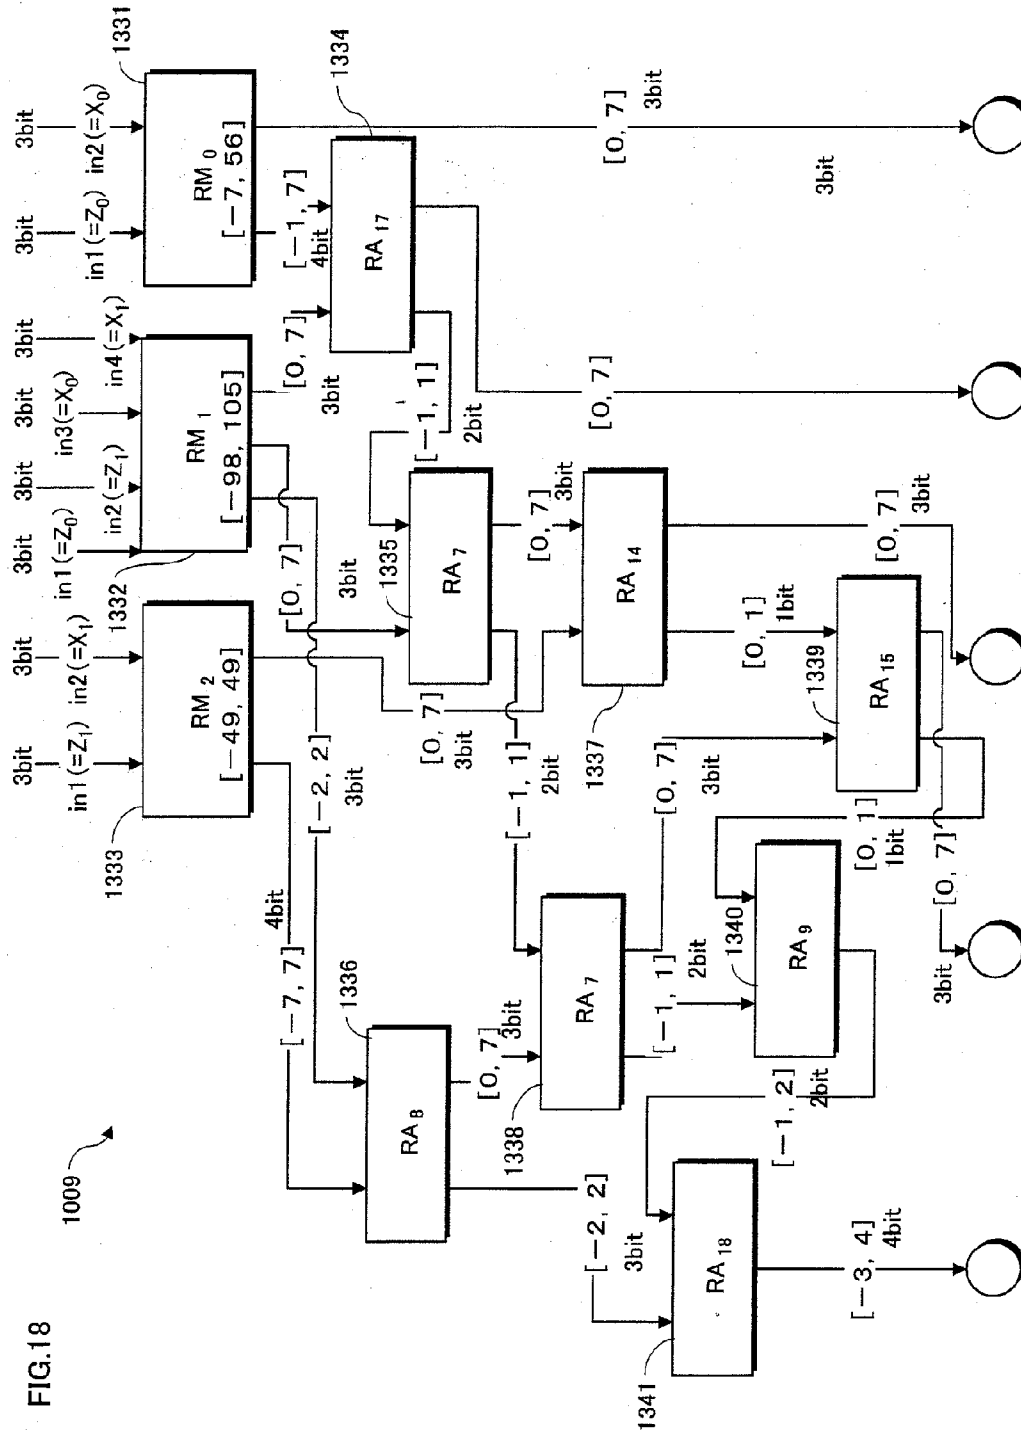 FIG.18
1009
3bit
3bit
3bit
3bit
3bit
3bit
3bit
3bit
in1(=Z1)
in2(=X1)
in1(=Z0)
in2(=Z1)
in3(=X0)
in4(=X1)
in1(=Z0)
in2(=X0)
1333
RM2
[−49, 49]
1332
RM1
[−98, 105]
1331
RM0
[−7, 56]
[−7, 7]
4bit
[−2, 2]
3bit
[0, 7]
3bit
[0, 7]
3bit
[0, 7]
3bit
[−1, 7]
4bit
1334
RA17
[−1, 1]
2bit
[0, 7]
3bit
[0, 7]
3bit
1336
RA8
1335
RA7
[0, 7]
3bit
[−1, 1]
2bit
[0, 7]
3bit
1338
RA7
1337
RA14
[−2, 2]
3bit
[−1, 1]
2bit
[0, 7]
3bit
[0, 1]
1bit
[0, 7]
3bit
1341
RA18
1340
RA9
1339
RA15
[−1, 2]
2bit
[0, 1]
1bit
[0, 7]
3bit
[−3, 4]
4bit